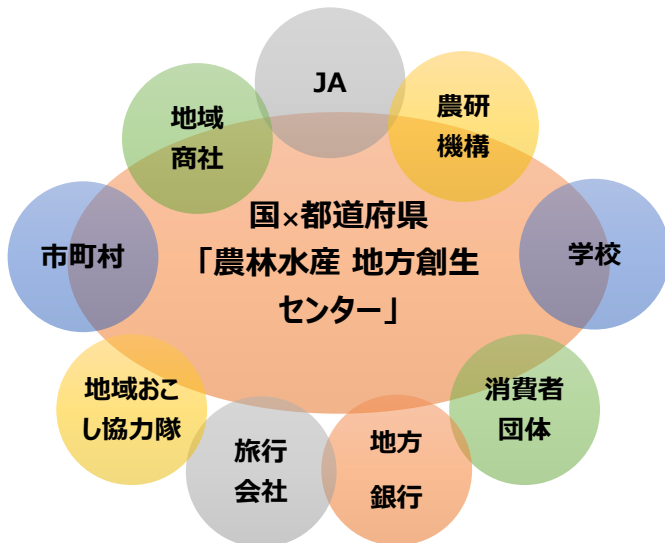 JA
地域
商社
農研
機構
国×都道府県
「農林水産 地方創生
センター」
市町村
学校
地域おこ
し協力隊
消費者
団体
旅行
会社
地方
銀行